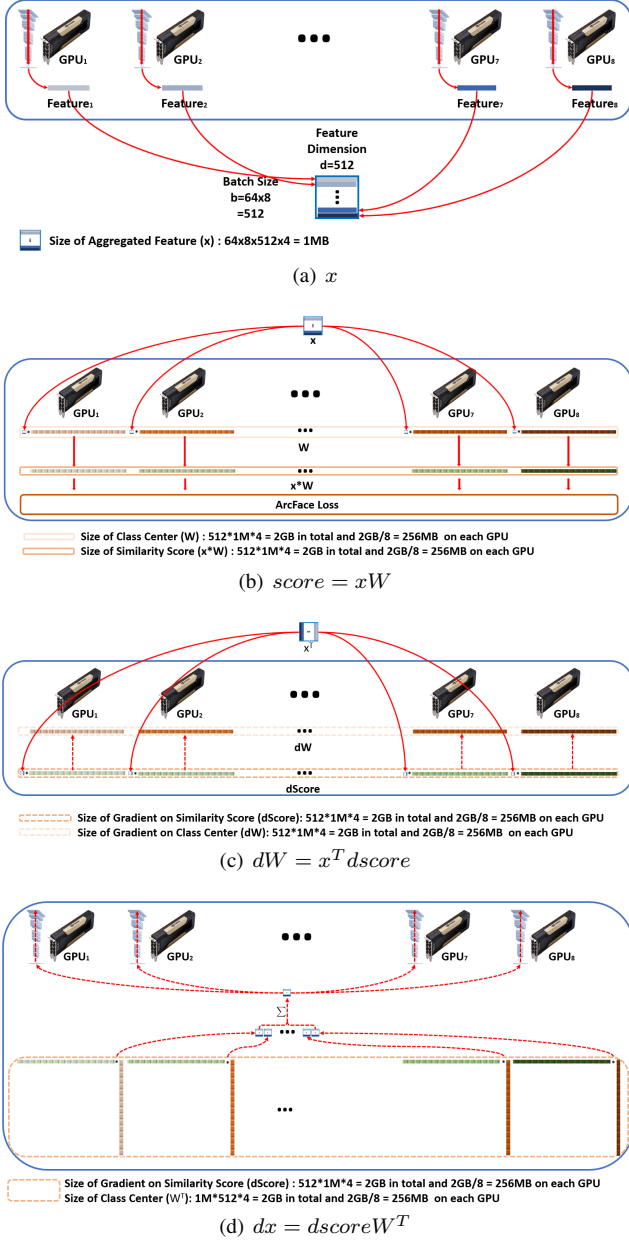 GPU₁ GPU₂ ••• GPU₇ GPU₈
Feature₁ Feature₂ Feature₇ Feature₈
Feature
Dimension
d=512
Batch Size
b=64x8
=512
Size of Aggregated Feature (x) : 64x8x512x4 = 1MB
(a) x
x
GPU₁ GPU₂ ••• GPU₇ GPU₈
W
x*W
ArcFace Loss
Size of Class Center (W) : 512*1M*4 = 2GB in total and 2GB/8 = 256MB on each GPU
Size of Similarity Score (x*W) : 512*1M*4 = 2GB in total and 2GB/8 = 256MB on each GPU
(b) score = xW
xᵀ
GPU₁ GPU₂ ••• GPU₇ GPU₈
dW
dScore
Size of Gradient on Similarity Score (dScore): 512*1M*4 = 2GB in total and 2GB/8 = 256MB on each GPU
Size of Gradient on Class Center (dW): 512*1M*4 = 2GB in total and 2GB/8 = 256MB on each GPU
(c) dW = xᵀdscore
GPU₁ GPU₂ ••• GPU₇ GPU₈
∑
Size of Gradient on Similarity Score (dScore) : 512*1M*4 = 2GB in total and 2GB/8 = 256MB on each GPU
Size of Class Center (Wᵀ): 1M*512*4 = 2GB in total and 2GB/8 = 256MB on each GPU
(d) dx = dscoreWᵀ